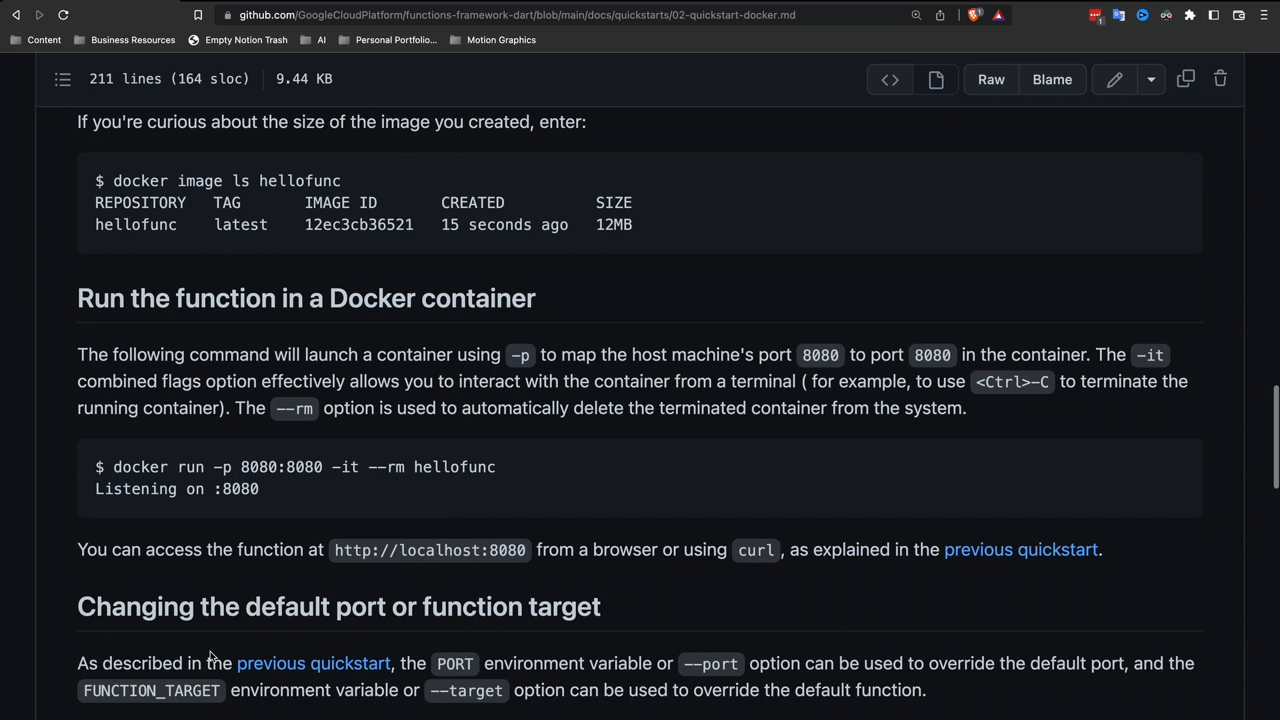 github.com/GoogleCloudPlatform/functions-framework-dart/blob/main/docs/quickstarts/02-quickstart-docker.md
Content Business Resources Empty Notion Trash AI Personal Portfolio... Motion Graphics
211 lines (164 sloc) 9.44 KB Raw Blame
If you're curious about the size of the image you created, enter:
$ docker image ls hellofunc
REPOSITORY TAG IMAGE ID CREATED SIZE
hellofunc latest 12ec3cb36521 15 seconds ago 12MB
Run the function in a Docker container
The following command will launch a container using -p to map the host machine's port 8080 to port 8080 in the container. The -it
combined flags option effectively allows you to interact with the container from a terminal ( for example, to use <Ctrl>-C to terminate the
running container). The --rm option is used to automatically delete the terminated container from the system.
$ docker run -p 8080:8080 -it --rm hellofunc
Listening on :8080
You can access the function at http://localhost:8080 from a browser or using curl, as explained in the previous quickstart.
Changing the default port or function target
As described in the previous quickstart, the PORT environment variable or --port option can be used to override the default port, and the
FUNCTION_TARGET environment variable or --target option can be used to override the default function.